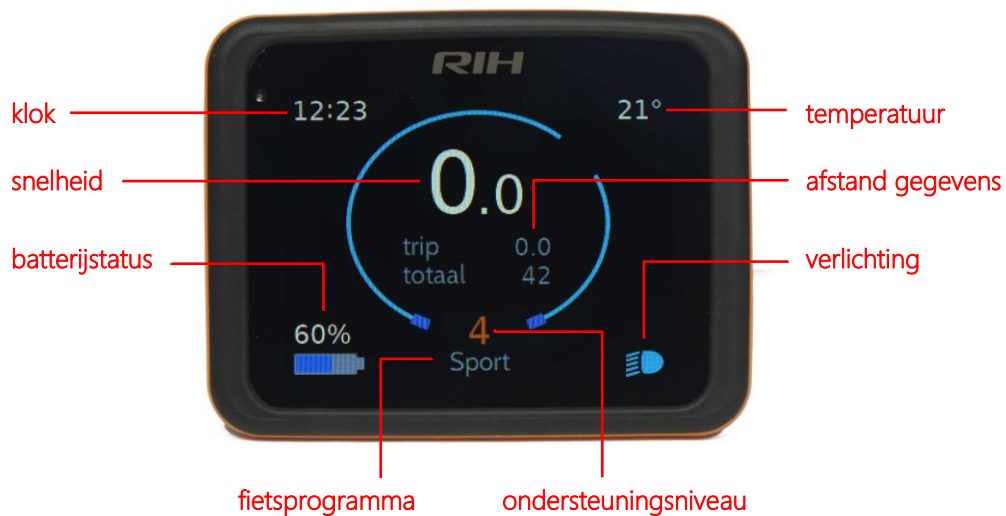 RIH
klok
12:23
21°
temperatuur
snelheid
0.0
afstand gegevens
trip 0.0
totaal 42
batterijstatus
verlichting
60%
4
Sport
fietsprogramma
ondersteuningsniveau